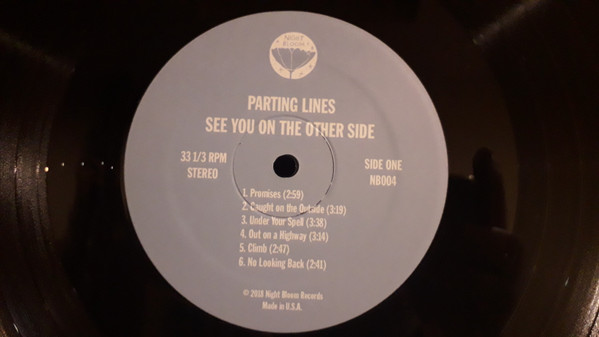 NIGHT
BLOOM
PARTING LINES
SEE YOU ON THE OTHER SIDE
33 1/3 RPM
STEREO
SIDE ONE
NB004
1. Promises (2:59)
2. Caught on the Outside (3:19)
3. Under Your Spell (3:38)
4. Out on a Highway (3:14)
5. Climb (2:47)
6. No Looking Back (2:41)
© 2018 Night Bloom Records
Made in U.S.A.